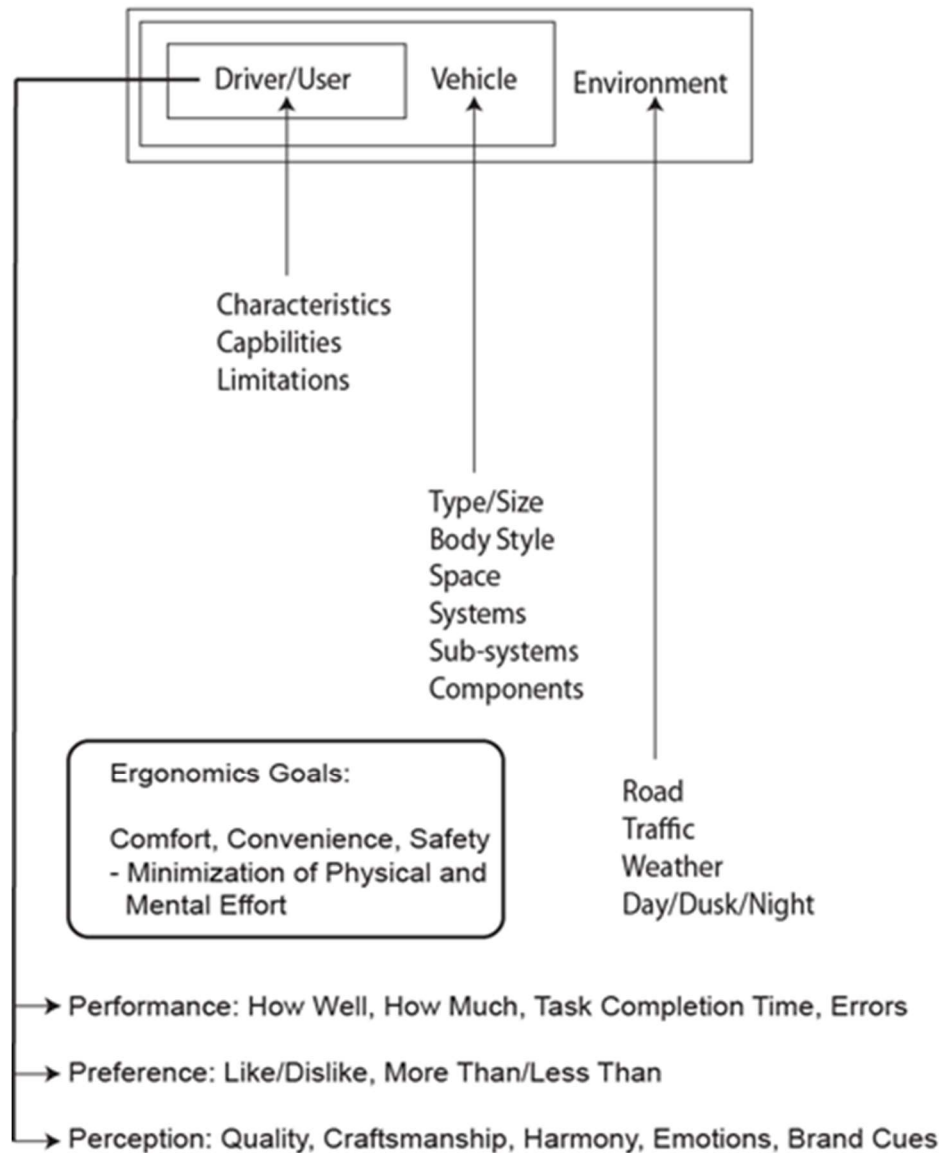 Driver/User
Vehicle
Environment
Characteristics
Capbilities
Limitations
Type/Size
Body Style
Space
Systems
Sub-systems
Components
Ergonomics Goals:
Comfort, Convenience, Safety
- Minimization of Physical and
Mental Effort
Road
Traffic
Weather
Day/Dusk/Night
Performance: How Well, How Much, Task Completion Time, Errors
Preference: Like/Dislike, More Than/Less Than
Perception: Quality, Craftsmanship, Harmony, Emotions, Brand Cues